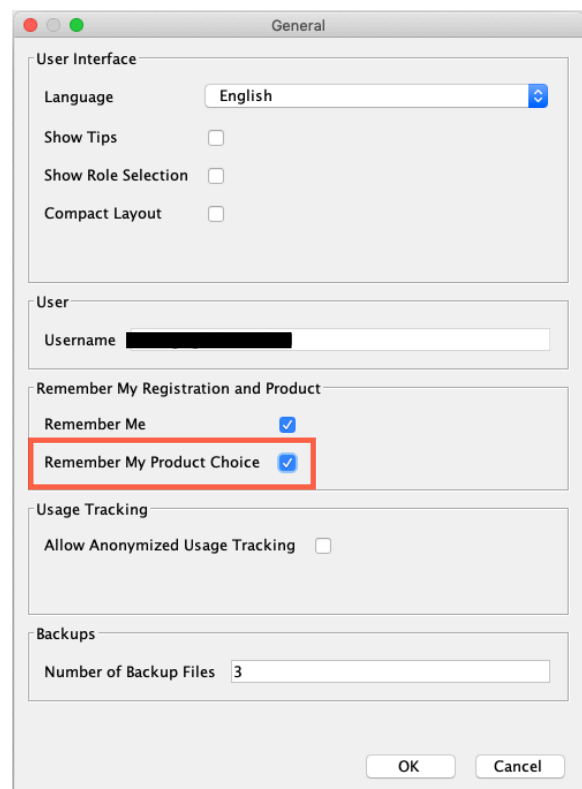 General
User Interface
Language English
Show Tips
Show Role Selection
Compact Layout
User
Username
Remember My Registration and Product
Remember Me
Remember My Product Choice
Usage Tracking
Allow Anonymized Usage Tracking
Backups
Number of Backup Files 3
OK Cancel